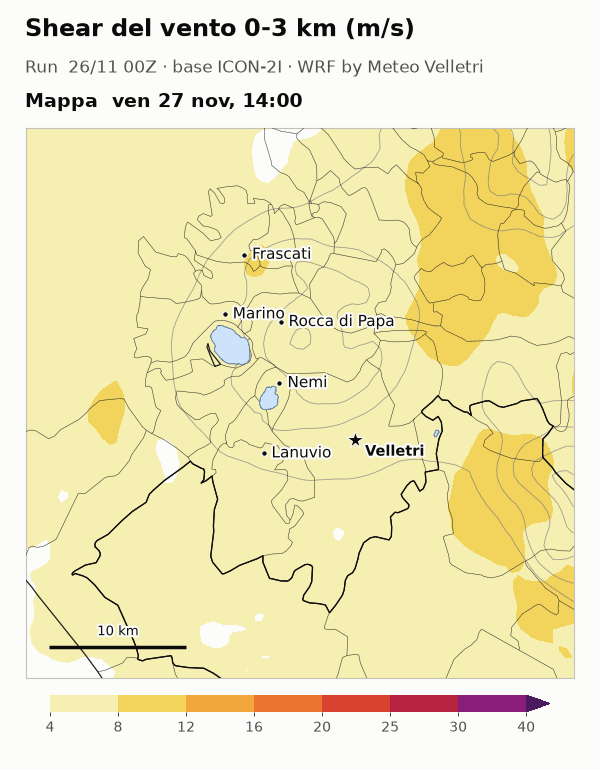 Shear del vento 0-3 km (m/s)
Run  26/11 00Z · base ICON-2I · WRF by Meteo Velletri
Mappa  ven 27 nov, 14:00
Frascati
Marino
Rocca di Papa
Nemi
Velletri
Lanuvio
10 km
4 8 12 16 20 25 30 40